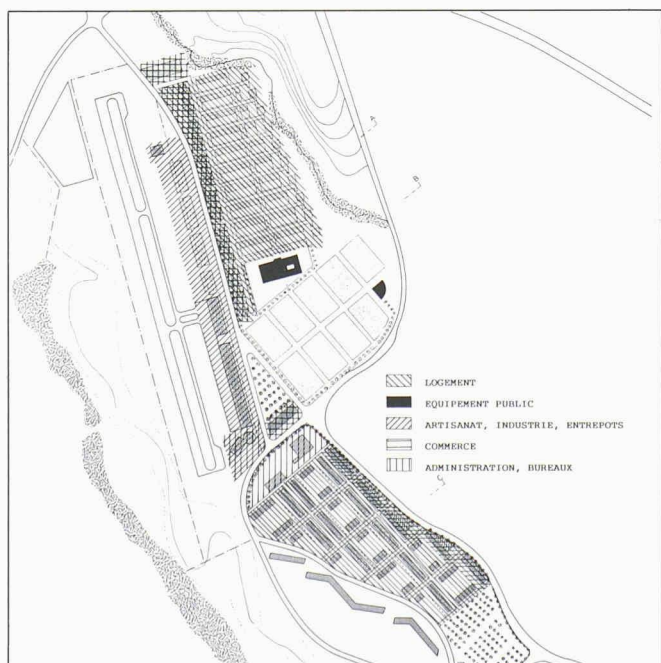 A
B
LOGEMENT
EQUIPEMENT PUBLIC
ARTISANAT, INDUSTRIE, ENTREPOTS
COMMERCE
ADMINISTRATION, BUREAUX
C